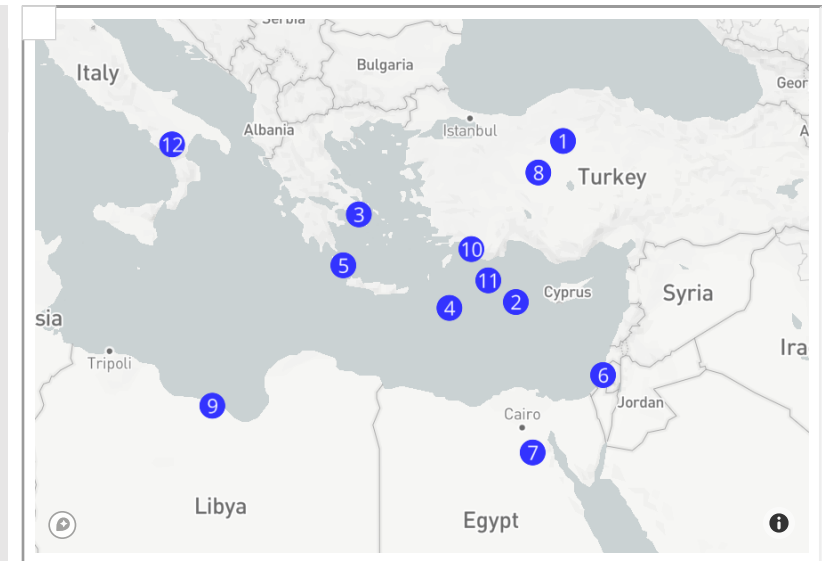 Serbia
Italy
Bulgaria
Geor
Albania
Istanbul
A
12
1
8
Turkey
3
10
5
11
Cyprus
Syria
4
2
sia
Ira
Tripoli
6
9
Jordan
Cairo
7
Libya
Egypt
i